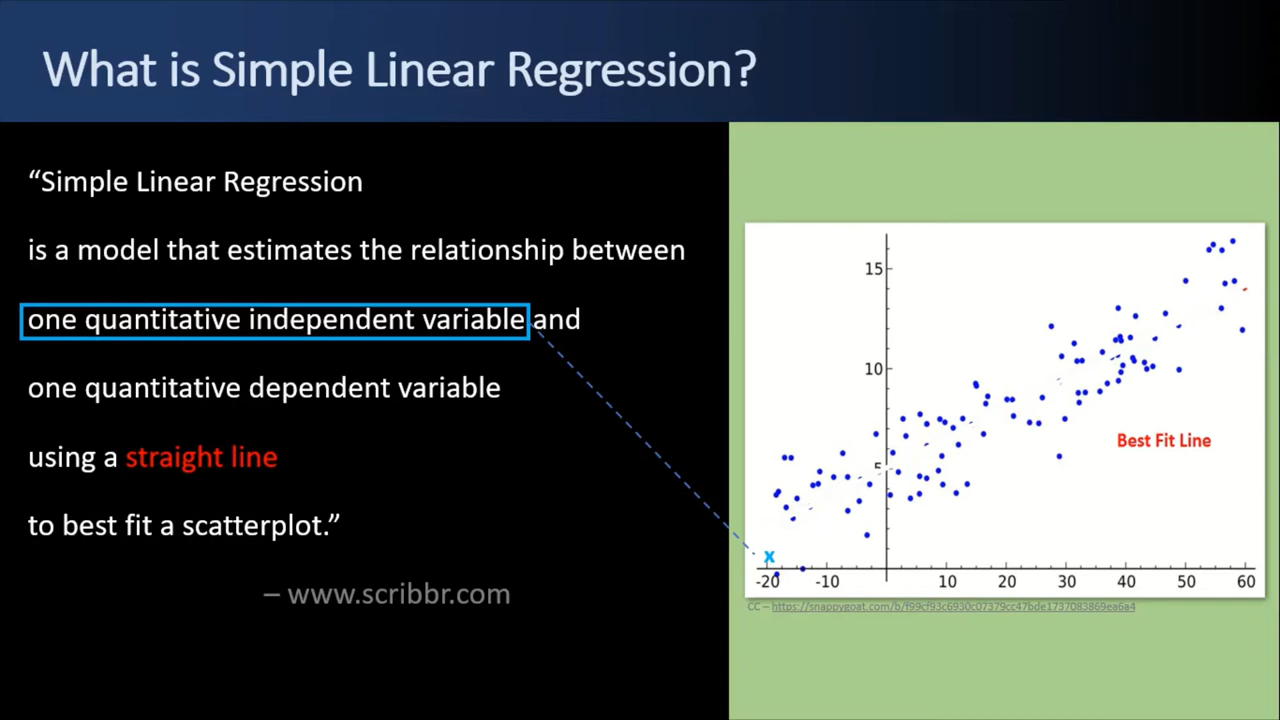 What is Simple Linear Regression?
“Simple Linear Regression
is a model that estimates the relationship between
one quantitative independent variable and
one quantitative dependent variable
using a straight line
to best fit a scatterplot.”
– www.scribbr.com
15
10
5
Best Fit Line
x
-20 -10 10 20 30 40 50 60
CC – https://snappygoat.com/b/f99cf93c6930c07379cc47bde1737083869ea6a4